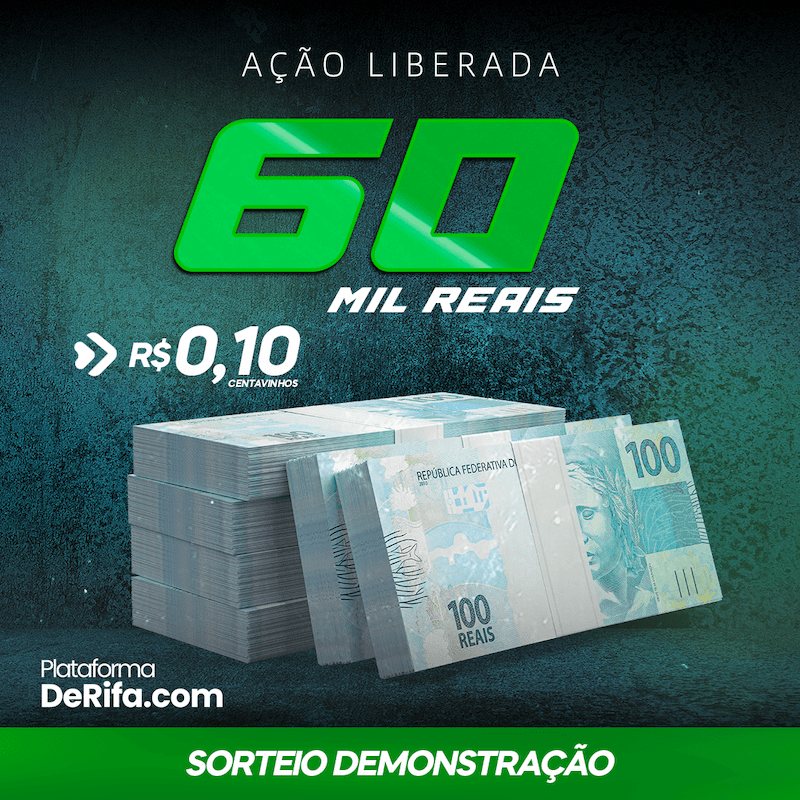 AÇÃO LIBERADA
60
MIL REAIS
R$ 0,10
CENTAVINHOS
REPÚBLICA FEDERATIVA D
100
100
REAIS
Plataforma
DeRifa.com
SORTEIO DEMONSTRAÇÃO